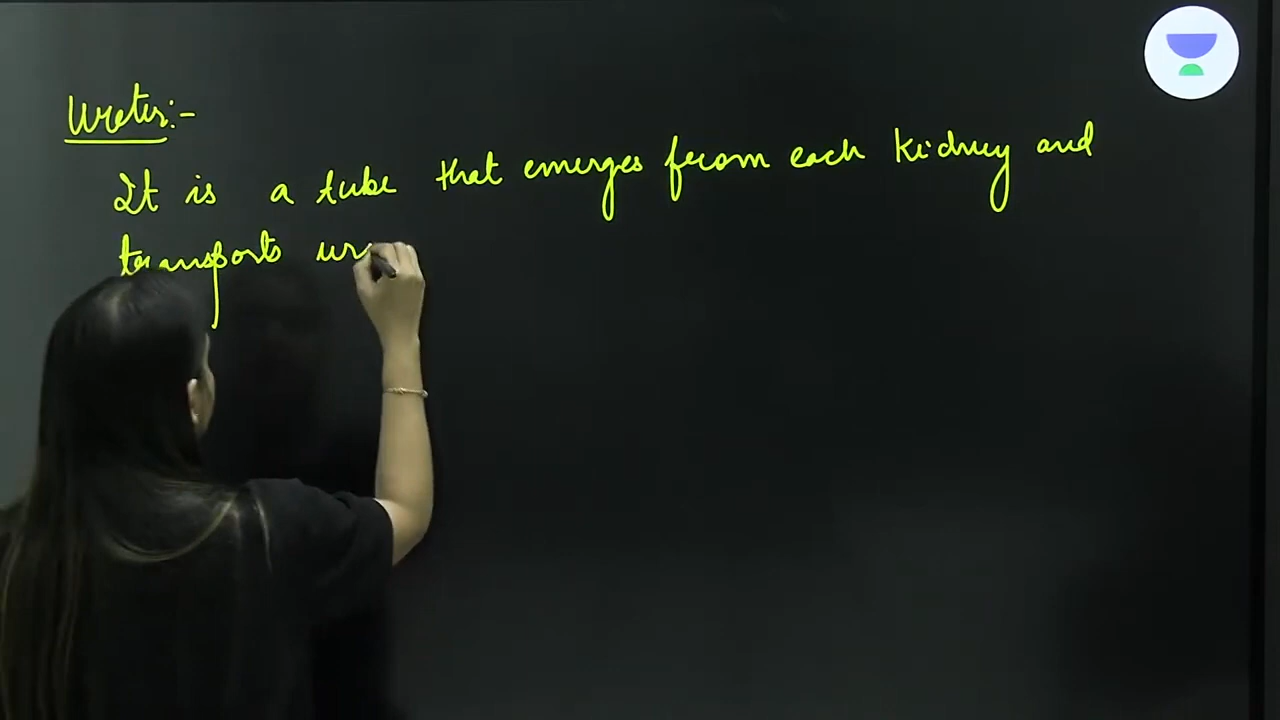 Ureter:-
It is a tube that emerges from each kidney and
transports ur